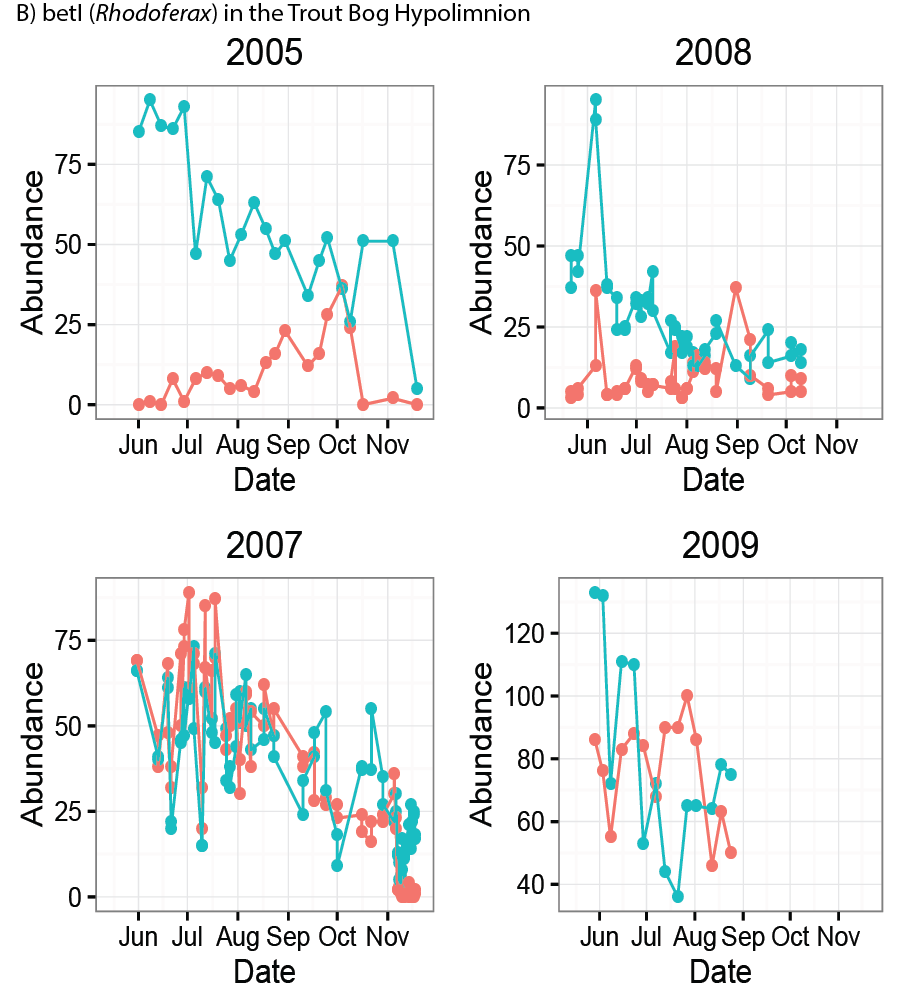 B) betI (Rhodoferax) in the Trout Bog Hypolimnion
2005
Abundance
75
50
25
0
Jun Jul Aug Sep Oct Nov
Date
2008
Abundance
75
50
25
0
Jun Jul Aug Sep Oct Nov
Date
2007
Abundance
75
50
25
0
Jun Jul Aug Sep Oct Nov
Date
2009
Abundance
120
100
80
60
40
Jun Jul Aug Sep Oct Nov
Date